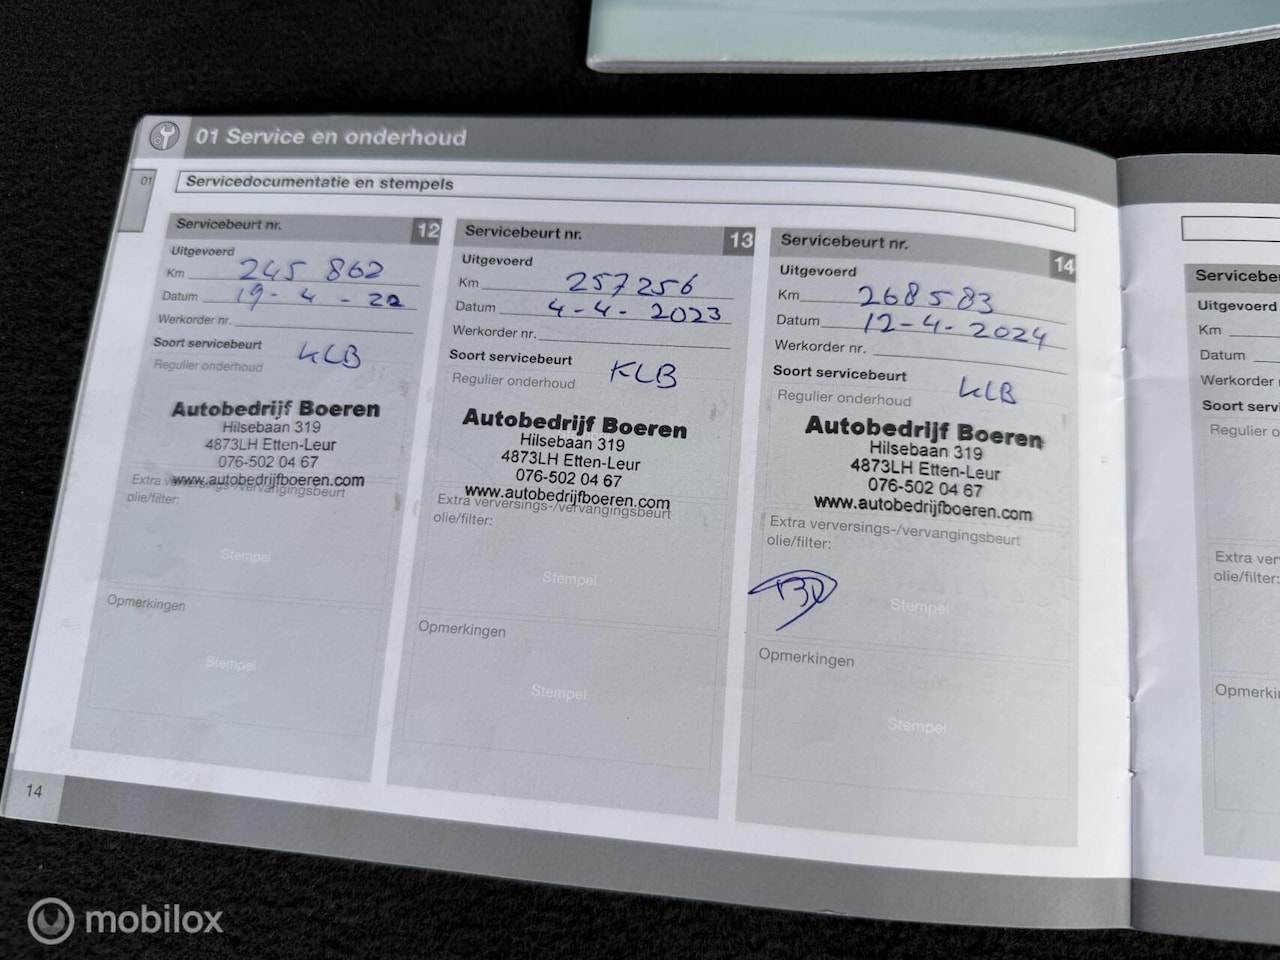 01 Service en onderhoud
01
Servicedocumentatie en stempels
Servicebeurt nr. 12
Uitgevoerd
Km 245 862
Datum 19-4-22
Werkorder nr.
Soort servicebeurt KLB
Regulier onderhoud
Autobedrijf Boeren
Hilsebaan 319
4873LH Etten-Leur
076-502 04 67
www.autobedrijfboeren.com
Extra verversings-/vervangingsbeurt
olie/filter:
Stempel
Opmerkingen
Stempel
Servicebeurt nr. 13
Uitgevoerd
Km 257256
Datum 4-4-2023
Werkorder nr.
Soort servicebeurt KLB
Regulier onderhoud
Autobedrijf Boeren
Hilsebaan 319
4873LH Etten-Leur
076-502 04 67
www.autobedrijfboeren.com
Extra verversings-/vervangingsbeurt
olie/filter:
Stempel
Opmerkingen
Stempel
Servicebeurt nr. 14
Uitgevoerd
Km 268583
Datum 12-4-2024
Werkorder nr.
Soort servicebeurt KLB
Regulier onderhoud
Autobedrijf Boeren
Hilsebaan 319
4873LH Etten-Leur
076-502 04 67
www.autobedrijfboeren.com
Extra verversings-/vervangingsbeurt
olie/filter:
Stempel
Opmerkingen
Stempel
14
Uitgevoerd
Km
Datum
Werkorder
Regulier
Extra
olie/filter:
mobilox